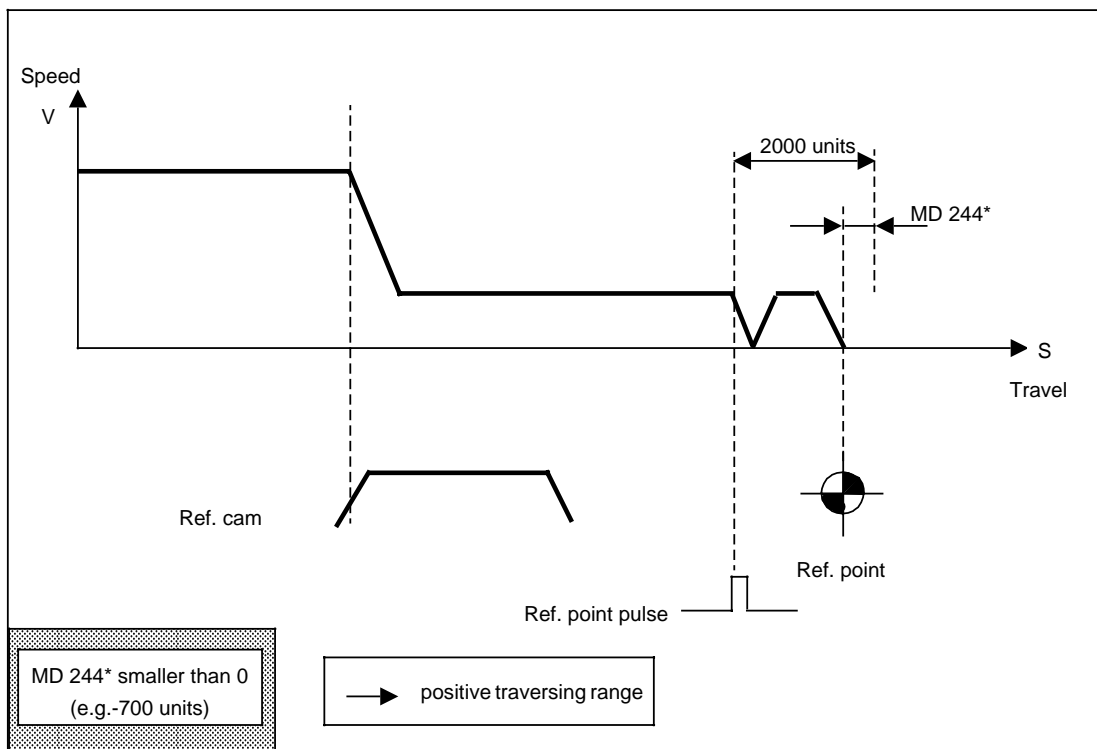 Speed
V
2000 units
MD 244*
S
Travel
Ref. cam
Ref. point
Ref. point pulse
MD 244* smaller than 0
(e.g.-700 units)
positive traversing range